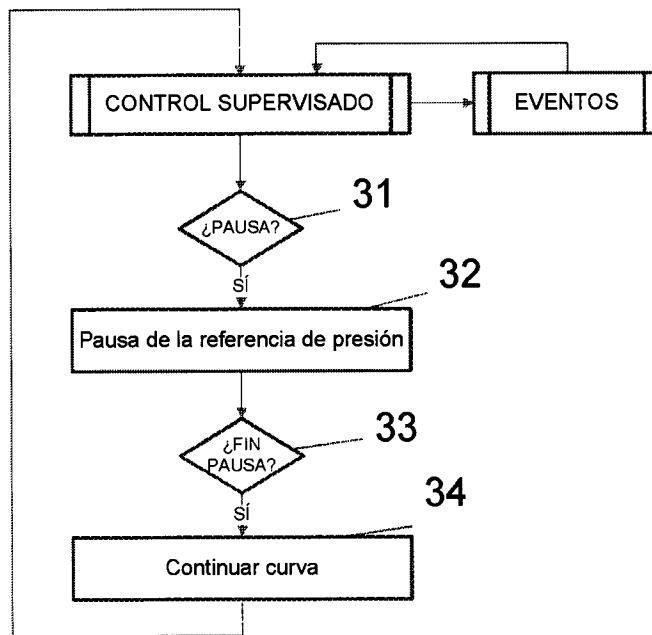 CONTROL SUPERVISADO
EVENTOS
31
¿PAUSA?
SÍ
32
Pausa de la referencia de presión
33
¿FIN
PAUSA?
SÍ
34
Continuar curva